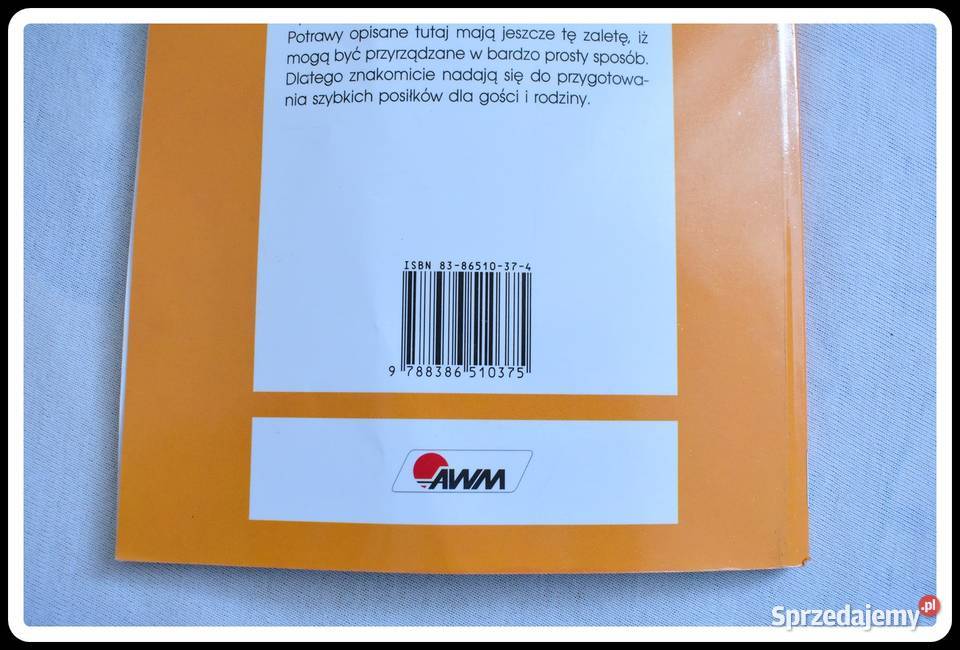 Potrawy opisane tutaj mają jeszcze tę zaletę, iż
mogą być przyrządzane w bardzo prosty sposób.
Dlatego znakomicie nadają się do przygotowa-
nia szybkich posiłków dla gości i rodziny.
ISBN 83-86510-37-4
9 788386 510375
AWM
Sprzedajemy.pl